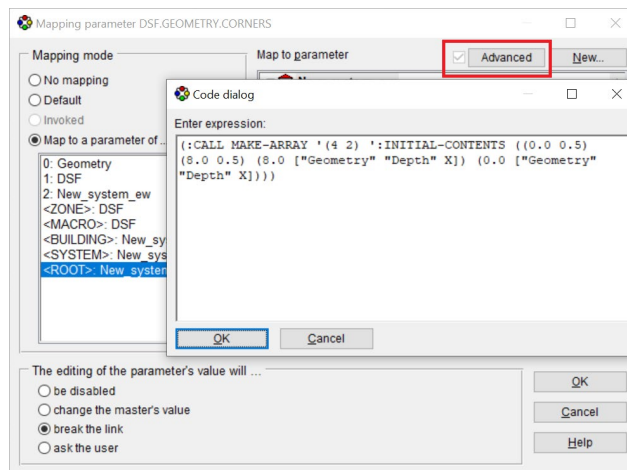 Mapping parameter DSF.GEOMETRY.CORNERS
Mapping mode
No mapping
Default
Invoked
Map to a parameter of ..
0: Geometry
1: DSF
2: New_system_ew
<ZONE>: DSF
<MACRO>: DSF
<BUILDING>: New_sy
<SYSTEM>: New_sys
<ROOT>: New_system
Map to parameter
Advanced
New...
Code dialog
Enter expression:
(:CALL MAKE-ARRAY '(4 2) ':INITIAL-CONTENTS ((0.0 0.5)
(8.0 0.5) (8.0 ["Geometry" "Depth" X]) (0.0 ["Geometry"
"Depth" X])))
OK
Cancel
The editing of the parameter's value will ...
be disabled
change the master's value
break the link
ask the user
OK
Cancel
Help